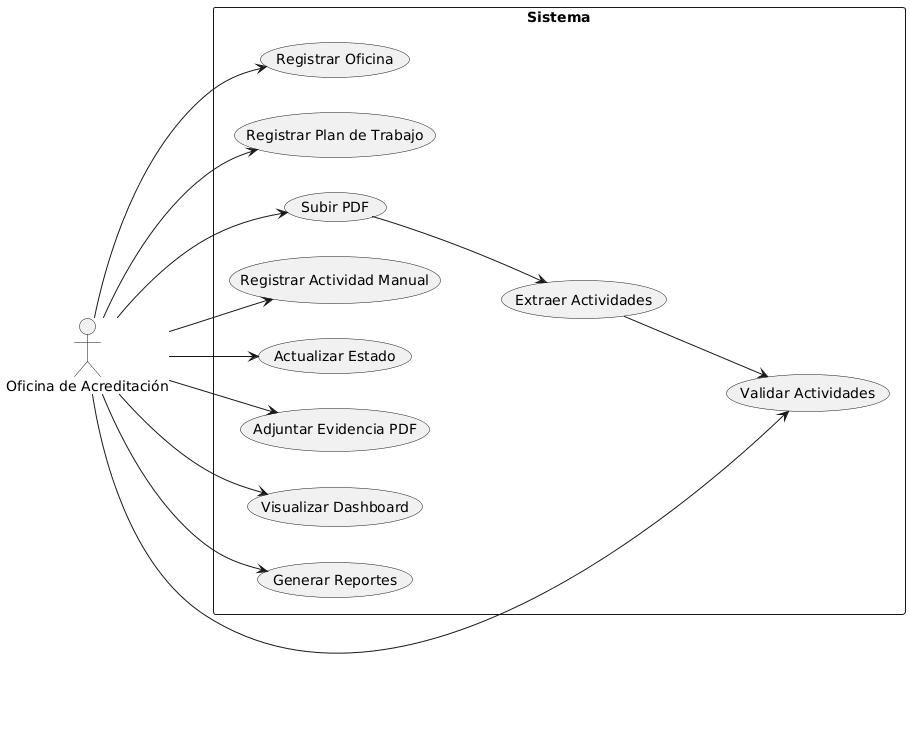 Sistema
Registrar Oficina
Registrar Plan de Trabajo
Subir PDF
Registrar Actividad Manual
Extraer Actividades
Actualizar Estado
Oficina de Acreditación
Validar Actividades
Adjuntar Evidencia PDF
Visualizar Dashboard
Generar Reportes